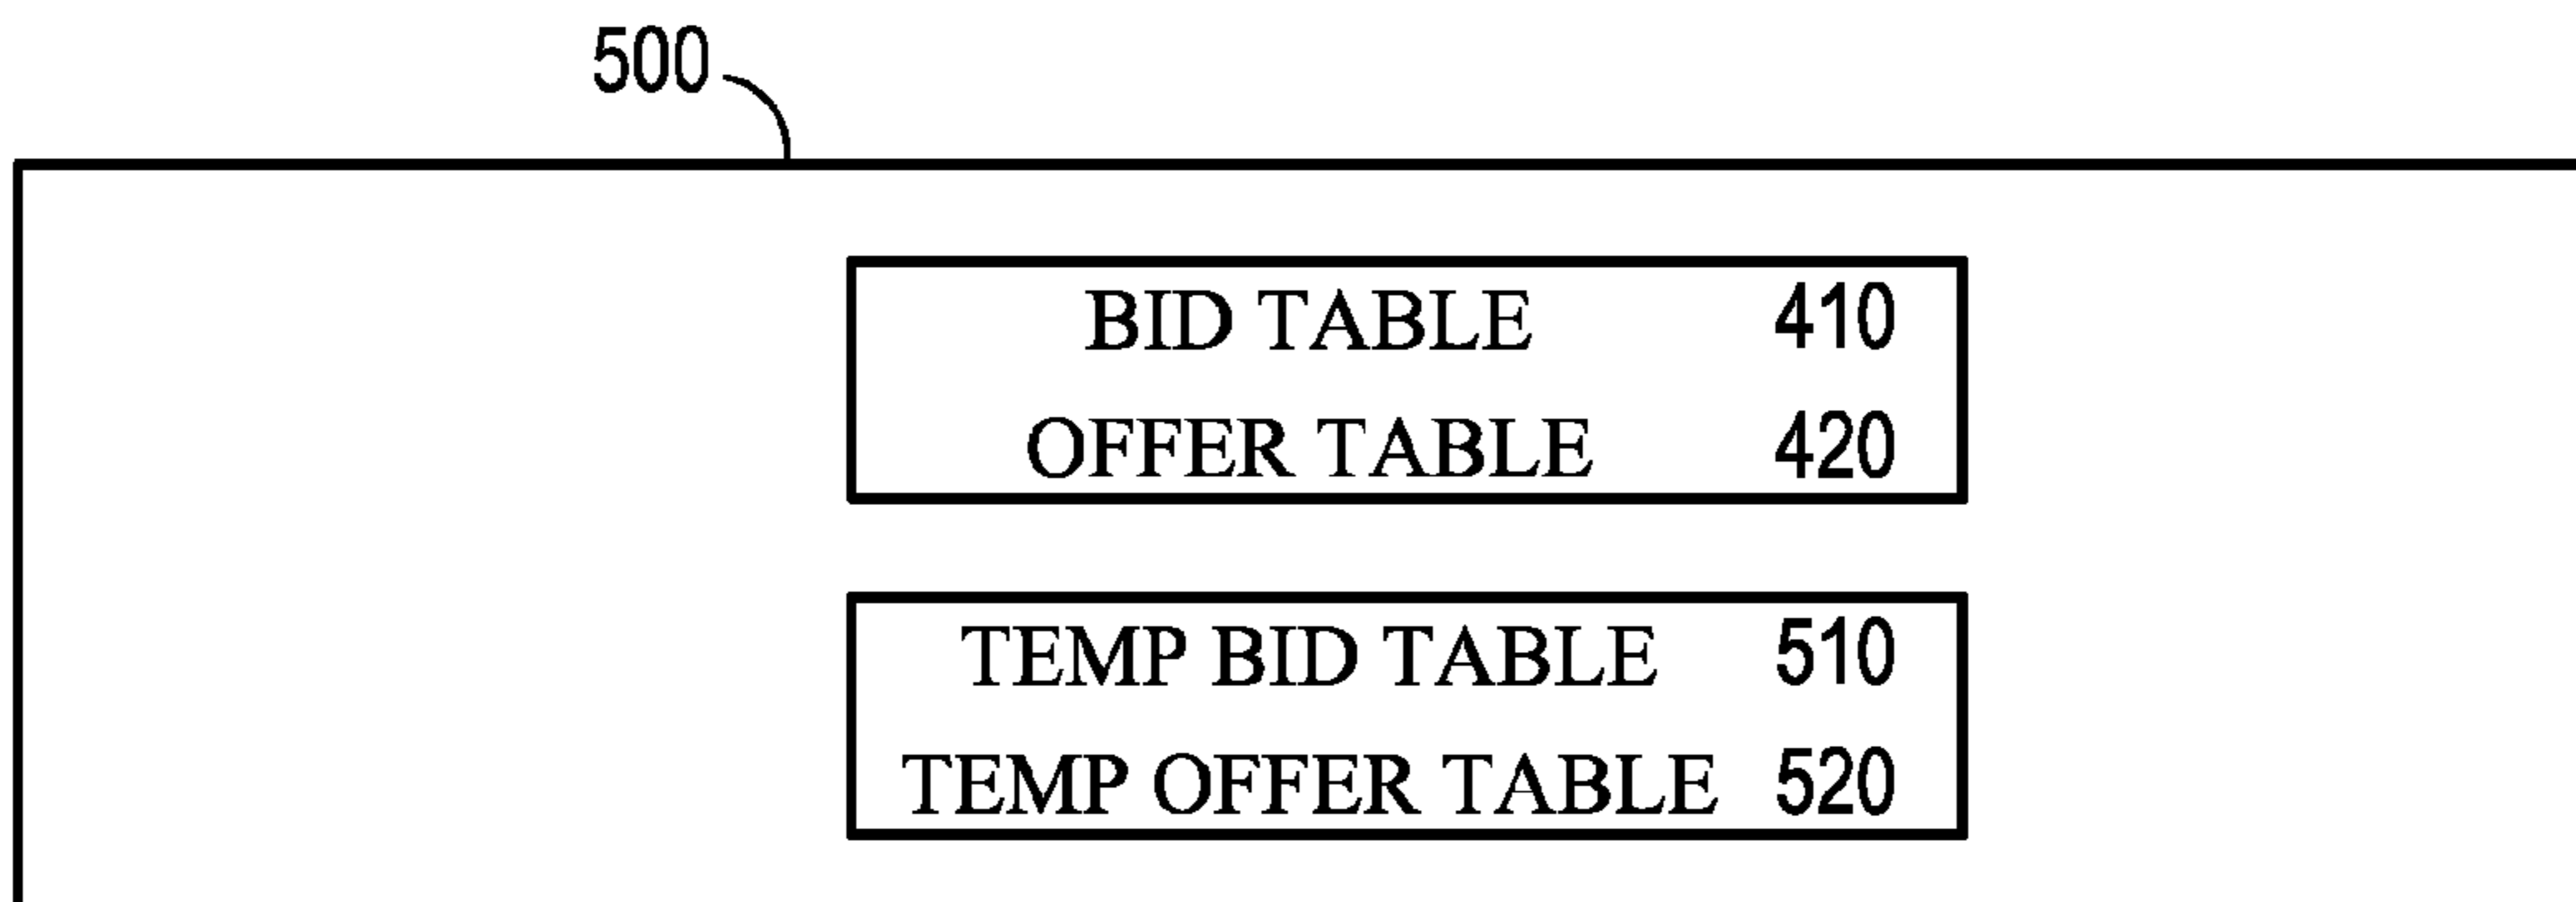 500
BID TABLE 410
OFFER TABLE 420
TEMP BID TABLE 510
TEMP OFFER TABLE 520